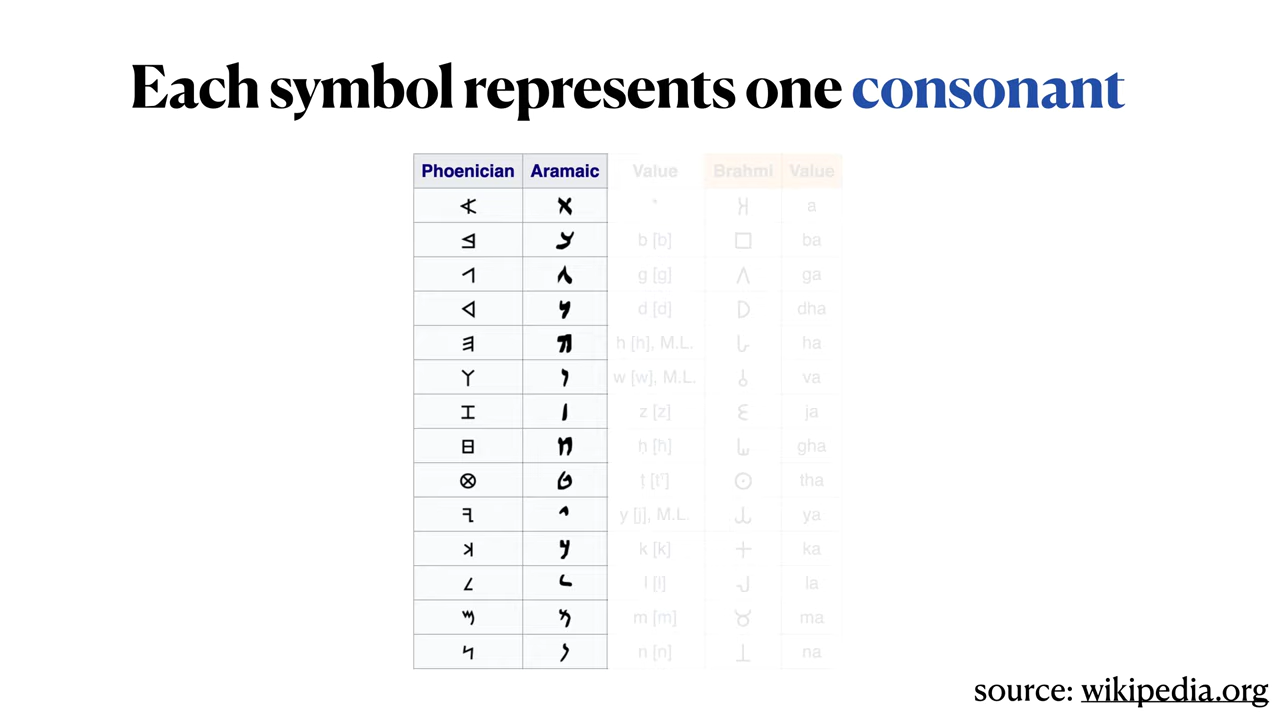 Each symbol represents one consonant
Phoenician Aramaic Value Brahmi Value
𐤀 𐡀 * 𑀅 a
𐤁 𐡁 b [b] 𑀩 ba
𐤂 𐡂 g [g] 𑀕 ga
𐤃 𐡃 d [d] 𑀥 dha
𐤄 𐡄 h [h], M.L. 𑀳 ha
𐤅 𐡅 w [w], M.L. 𑀯 va
𐤆 𐡆 z [z] 𑀚 ja
𐤇 𐡇 ḥ [ħ] 𑀖 gha
𐤈 𐡈 ṭ [tˤ] 𑀣 tha
𐤉 𐡉 y [j], M.L. 𑀬 ya
𐤊 𐡊 k [k] 𑀓 ka
𐤋 𐡋 l [l] 𑀮 la
𐤌 𐡌 m [m] 𑀫 ma
𐤍 𐡍 n [n] 𑀦 na
source: wikipedia.org